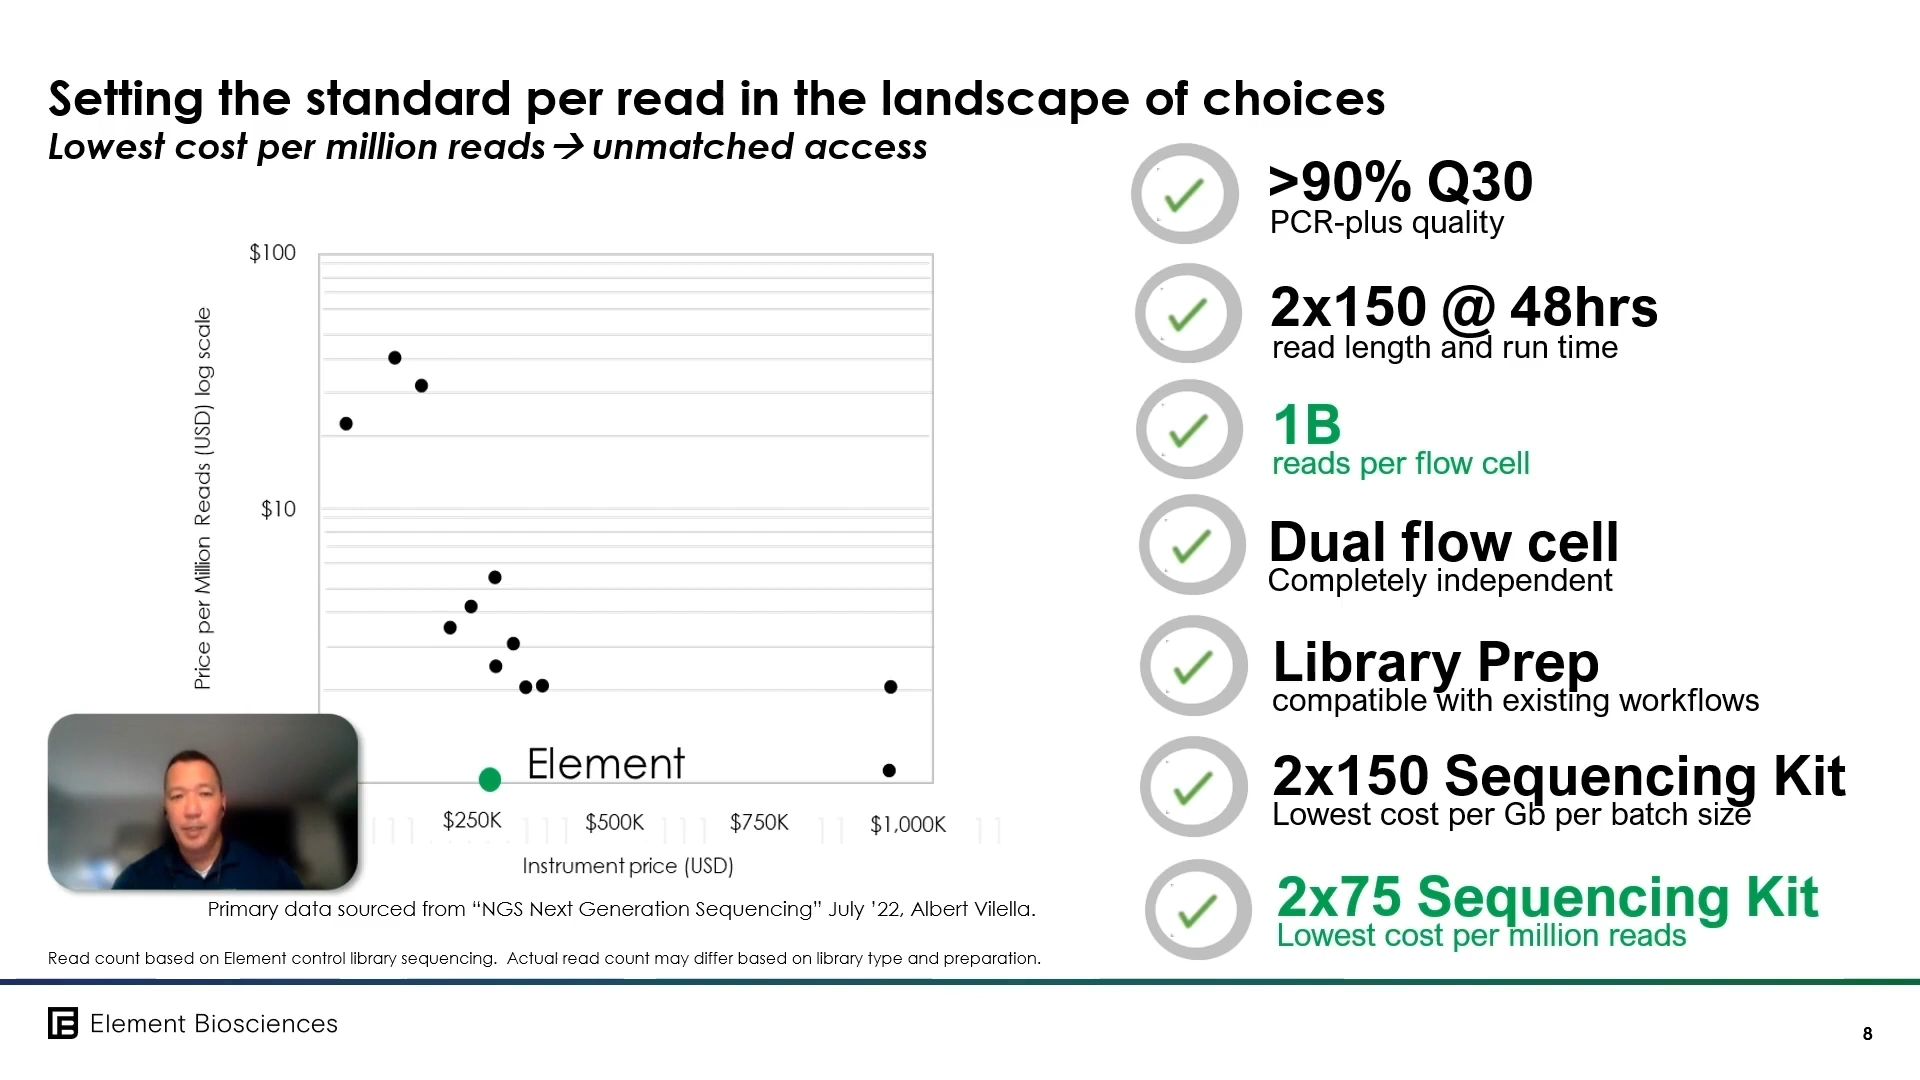 Setting the standard per read in the landscape of choices
Lowest cost per million reads → unmatched access
$100
$10
Price per Million Reads (USD) log scale
Element
$250K
$500K
$750K
$1,000K
Instrument price (USD)
Primary data sourced from “NGS Next Generation Sequencing” July ’22, Albert Vilella.
Read count based on Element control library sequencing. Actual read count may differ based on library type and preparation.
>90% Q30
PCR-plus quality
2x150 @ 48hrs
read length and run time
1B
reads per flow cell
Dual flow cell
Completely independent
Library Prep
compatible with existing workflows
2x150 Sequencing Kit
Lowest cost per Gb per batch size
2x75 Sequencing Kit
Lowest cost per million reads
Element Biosciences
8